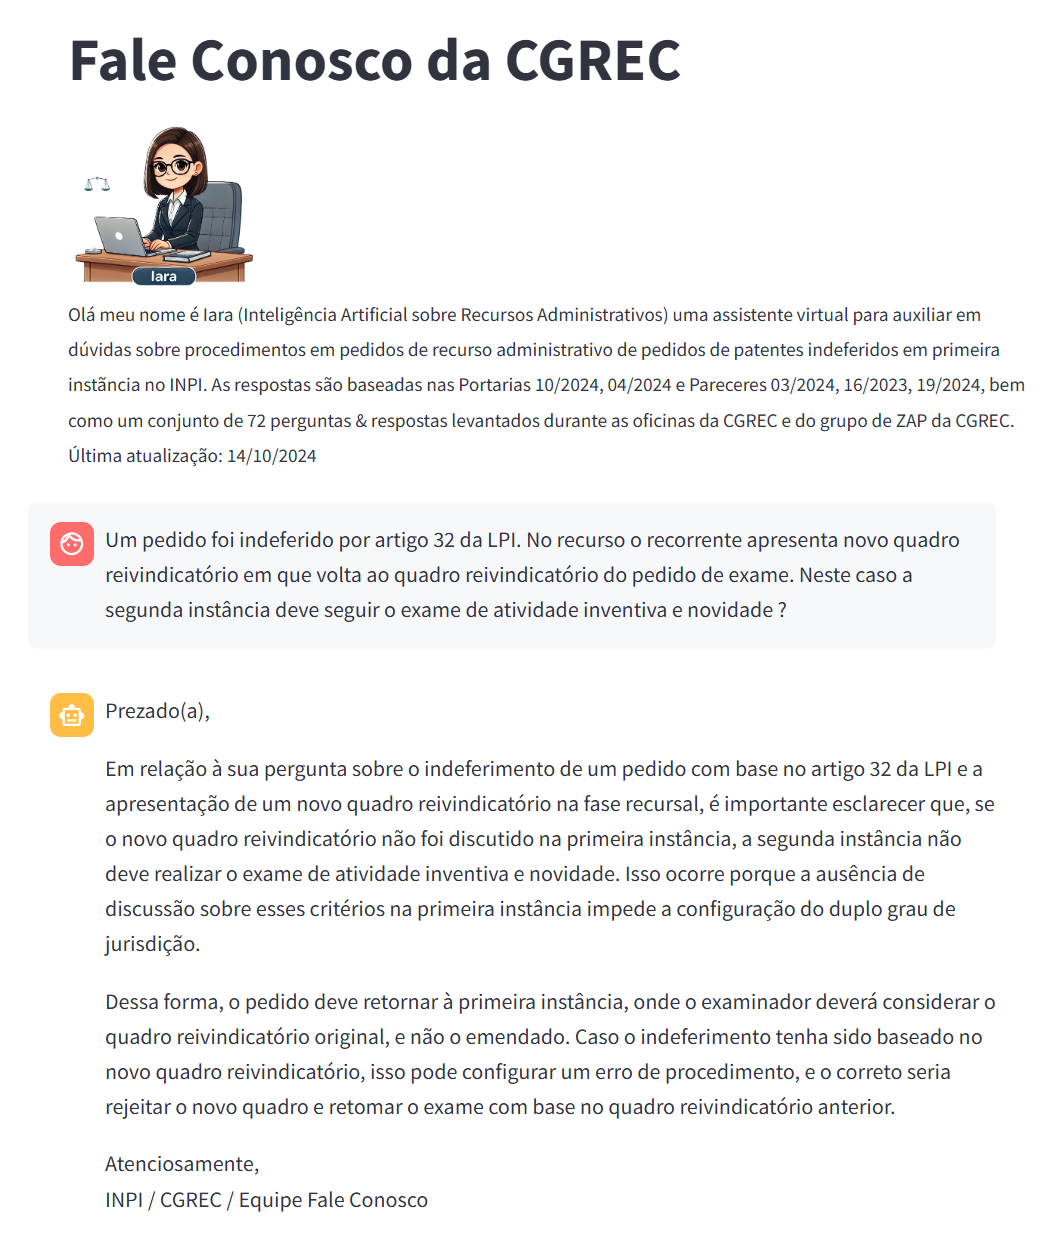 Fale Conosco da CGREC
Iara
Olá meu nome é Iara (Inteligência Artificial sobre Recursos Administrativos) uma assistente virtual para auxiliar em
dúvidas sobre procedimentos em pedidos de recurso administrativo de pedidos de patentes indeferidos em primeira
instãncia no INPI. As respostas são baseadas nas Portarias 10/2024, 04/2024 e Pareceres 03/2024, 16/2023, 19/2024, bem
como um conjunto de 72 perguntas & respostas levantados durante as oficinas da CGREC e do grupo de ZAP da CGREC.
Última atualização: 14/10/2024
Um pedido foi indeferido por artigo 32 da LPI. No recurso o recorrente apresenta novo quadro
reivindicatório em que volta ao quadro reivindicatório do pedido de exame. Neste caso a
segunda instância deve seguir o exame de atividade inventiva e novidade ?
Prezado(a),
Em relação à sua pergunta sobre o indeferimento de um pedido com base no artigo 32 da LPI e a
apresentação de um novo quadro reivindicatório na fase recursal, é importante esclarecer que, se
o novo quadro reivindicatório não foi discutido na primeira instância, a segunda instância não
deve realizar o exame de atividade inventiva e novidade. Isso ocorre porque a ausência de
discussão sobre esses critérios na primeira instância impede a configuração do duplo grau de
jurisdição.
Dessa forma, o pedido deve retornar à primeira instância, onde o examinador deverá considerar o
quadro reivindicatório original, e não o emendado. Caso o indeferimento tenha sido baseado no
novo quadro reivindicatório, isso pode configurar um erro de procedimento, e o correto seria
rejeitar o novo quadro e retomar o exame com base no quadro reivindicatório anterior.
Atenciosamente,
INPI / CGREC / Equipe Fale Conosco